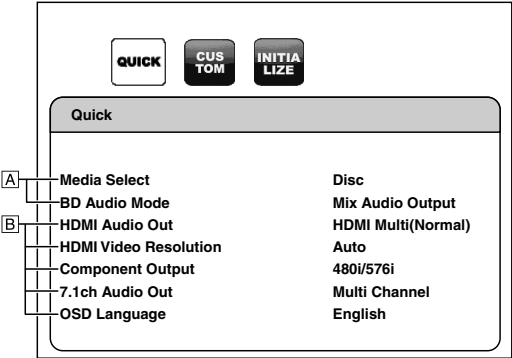 QUICK
CUS
TOM
INITIA
LIZE
Quick
A
Media Select Disc
BD Audio Mode Mix Audio Output
B
HDMI Audio Out HDMI Multi(Normal)
HDMI Video Resolution Auto
Component Output 480i/576i
7.1ch Audio Out Multi Channel
OSD Language English